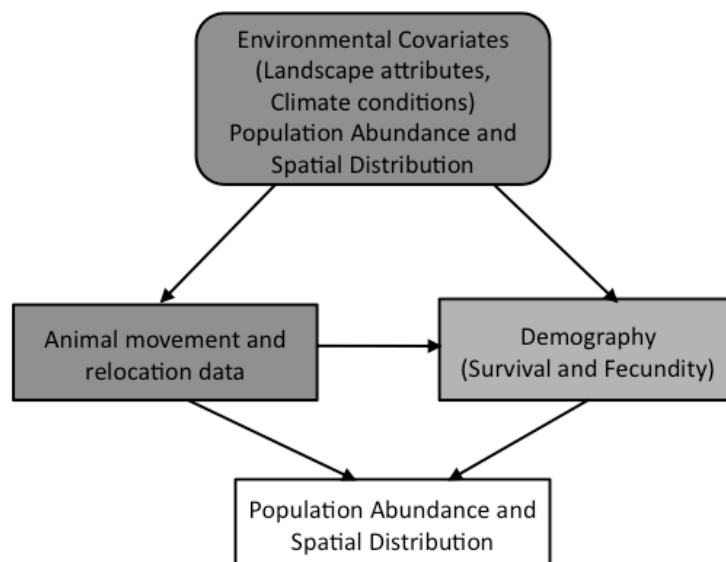 Environmental Covariates
(Landscape attributes,
Climate conditions)
Population Abundance and
Spatial Distribution
Animal movement and
relocation data
Demography
(Survival and Fecundity)
Population Abundance and
Spatial Distribution